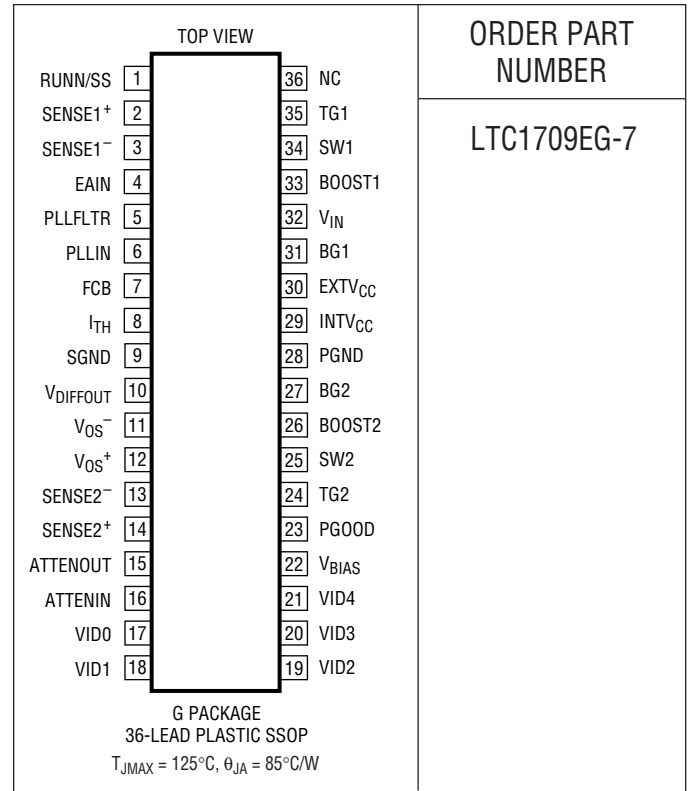 TOP VIEW
RUNN/SS 1
SENSE1+ 2
SENSE1– 3
EAIN 4
PLLFLTR 5
PLLIN 6
FCB 7
ITH 8
SGND 9
VDIFFOUT 10
VOS– 11
VOS+ 12
SENSE2– 13
SENSE2+ 14
ATTENOUT 15
ATTENIN 16
VID0 17
VID1 18
36 NC
35 TG1
34 SW1
33 BOOST1
32 VIN
31 BG1
30 EXTVCC
29 INTVCC
28 PGND
27 BG2
26 BOOST2
25 SW2
24 TG2
23 PGOOD
22 VBIAS
21 VID4
20 VID3
19 VID2
G PACKAGE
36-LEAD PLASTIC SSOP
TJMAX = 125°C, θJA = 85°C/W
ORDER PART
NUMBER
LTC1709EG-7